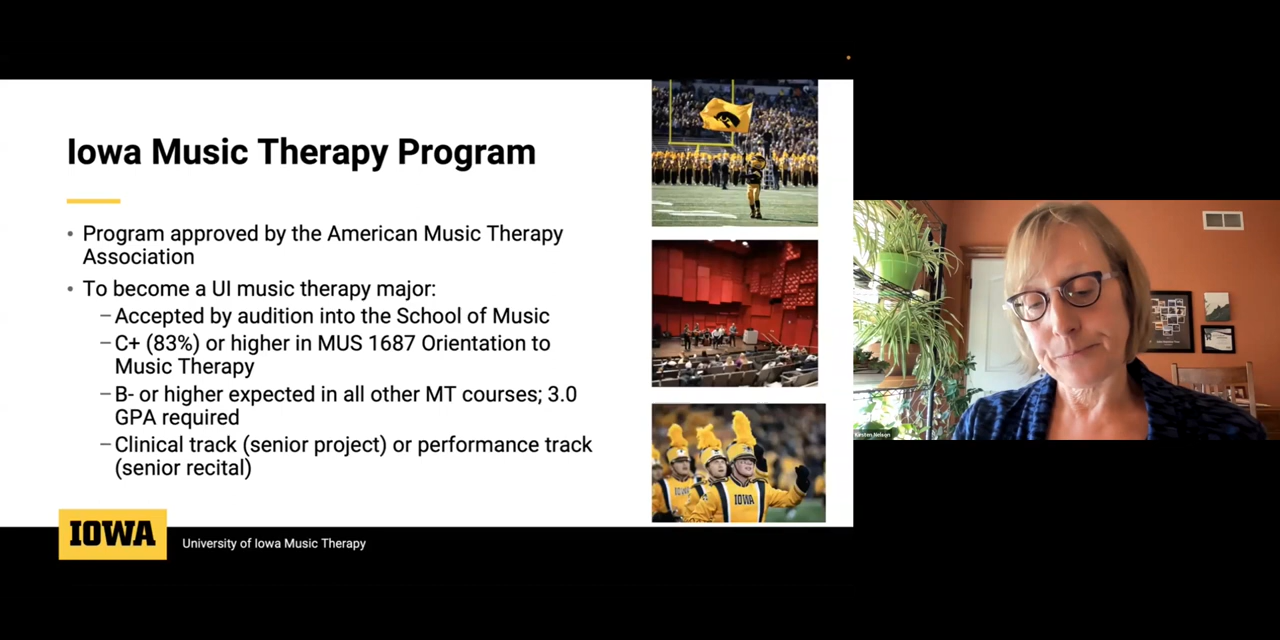 Iowa Music Therapy Program
• Program approved by the American Music Therapy
Association
• To become a UI music therapy major:
–Accepted by audition into the School of Music
–C+ (83%) or higher in MUS 1687 Orientation to
Music Therapy
–B- or higher expected in all other MT courses; 3.0
GPA required
–Clinical track (senior project) or performance track
(senior recital)
IOWA
University of Iowa Music Therapy
IOWA
Kirsten Nelson